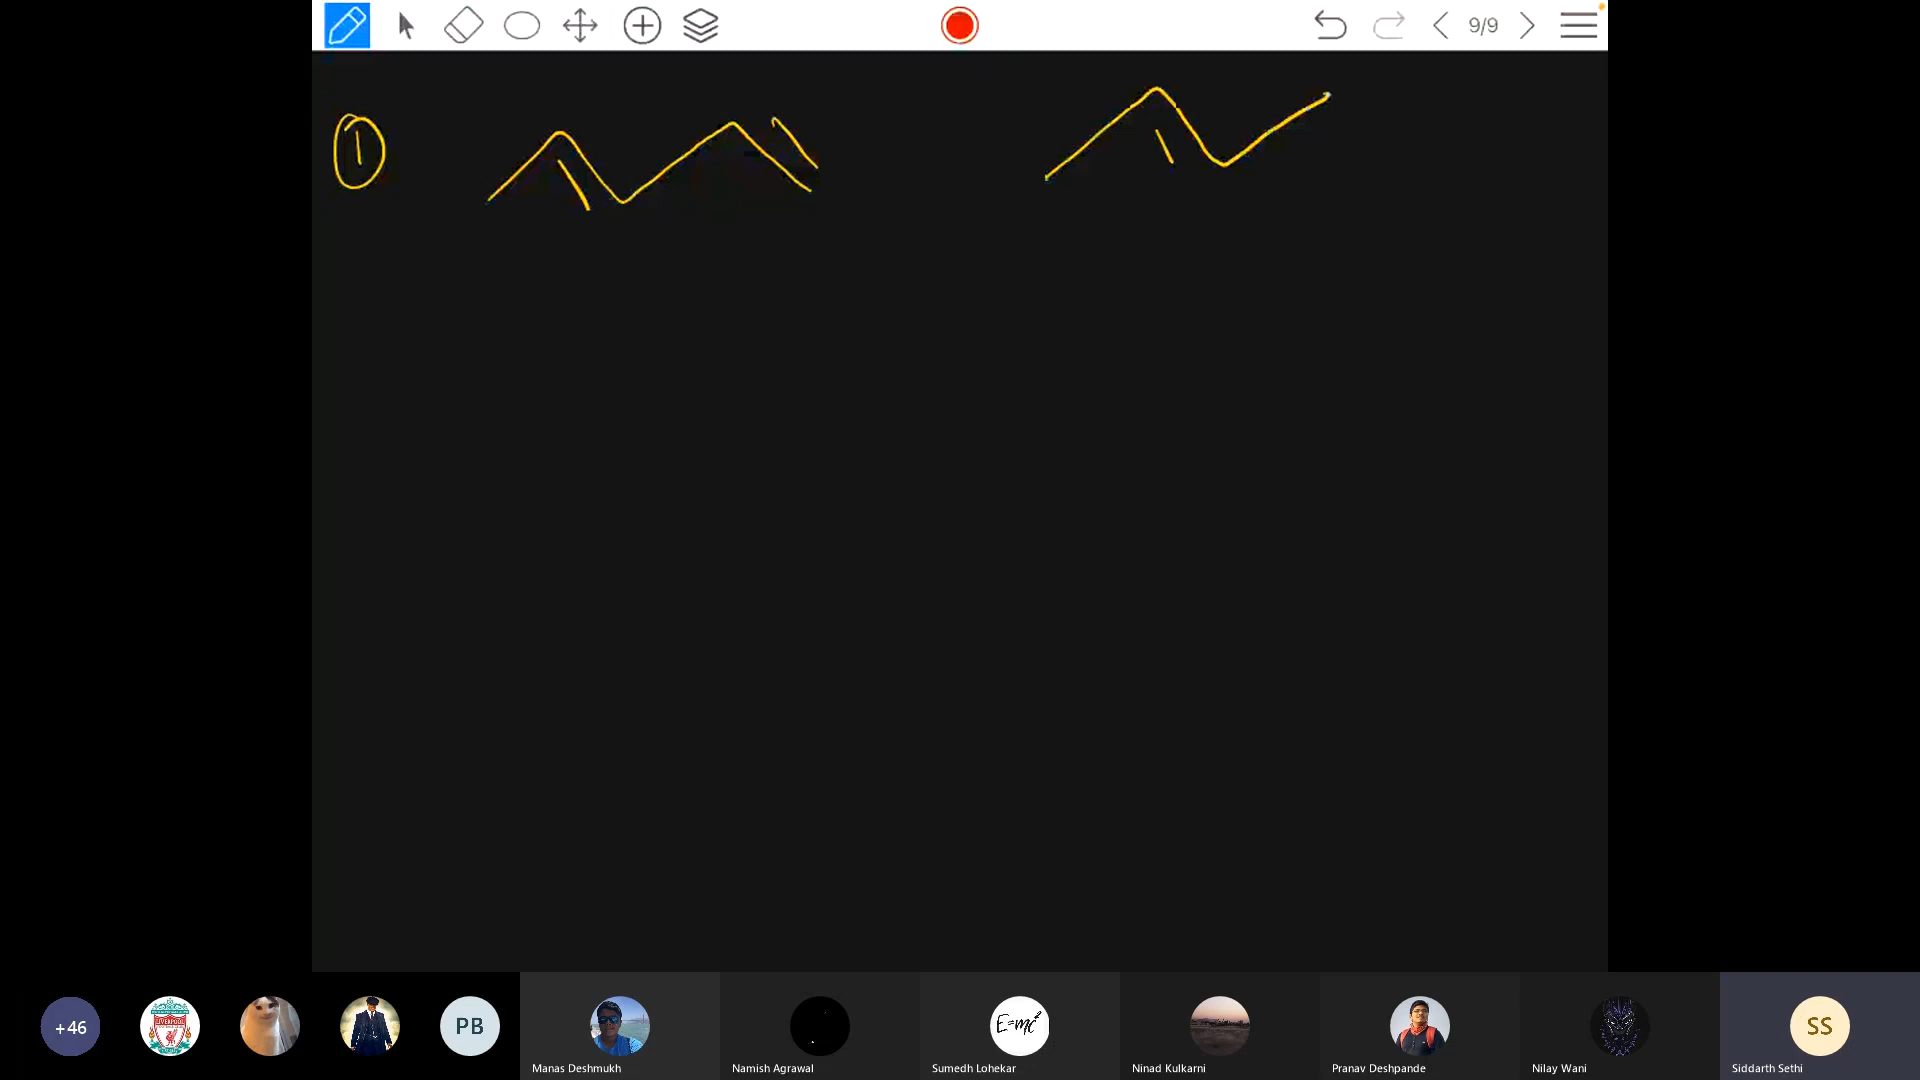 9/9
1
+46
LIVERPOOL
PB
E=mc²
SS
Manas Deshmukh
Namish Agrawal
Sumedh Lohekar
Ninad Kulkarni
Pranav Deshpande
Nilay Wani
Siddarth Sethi